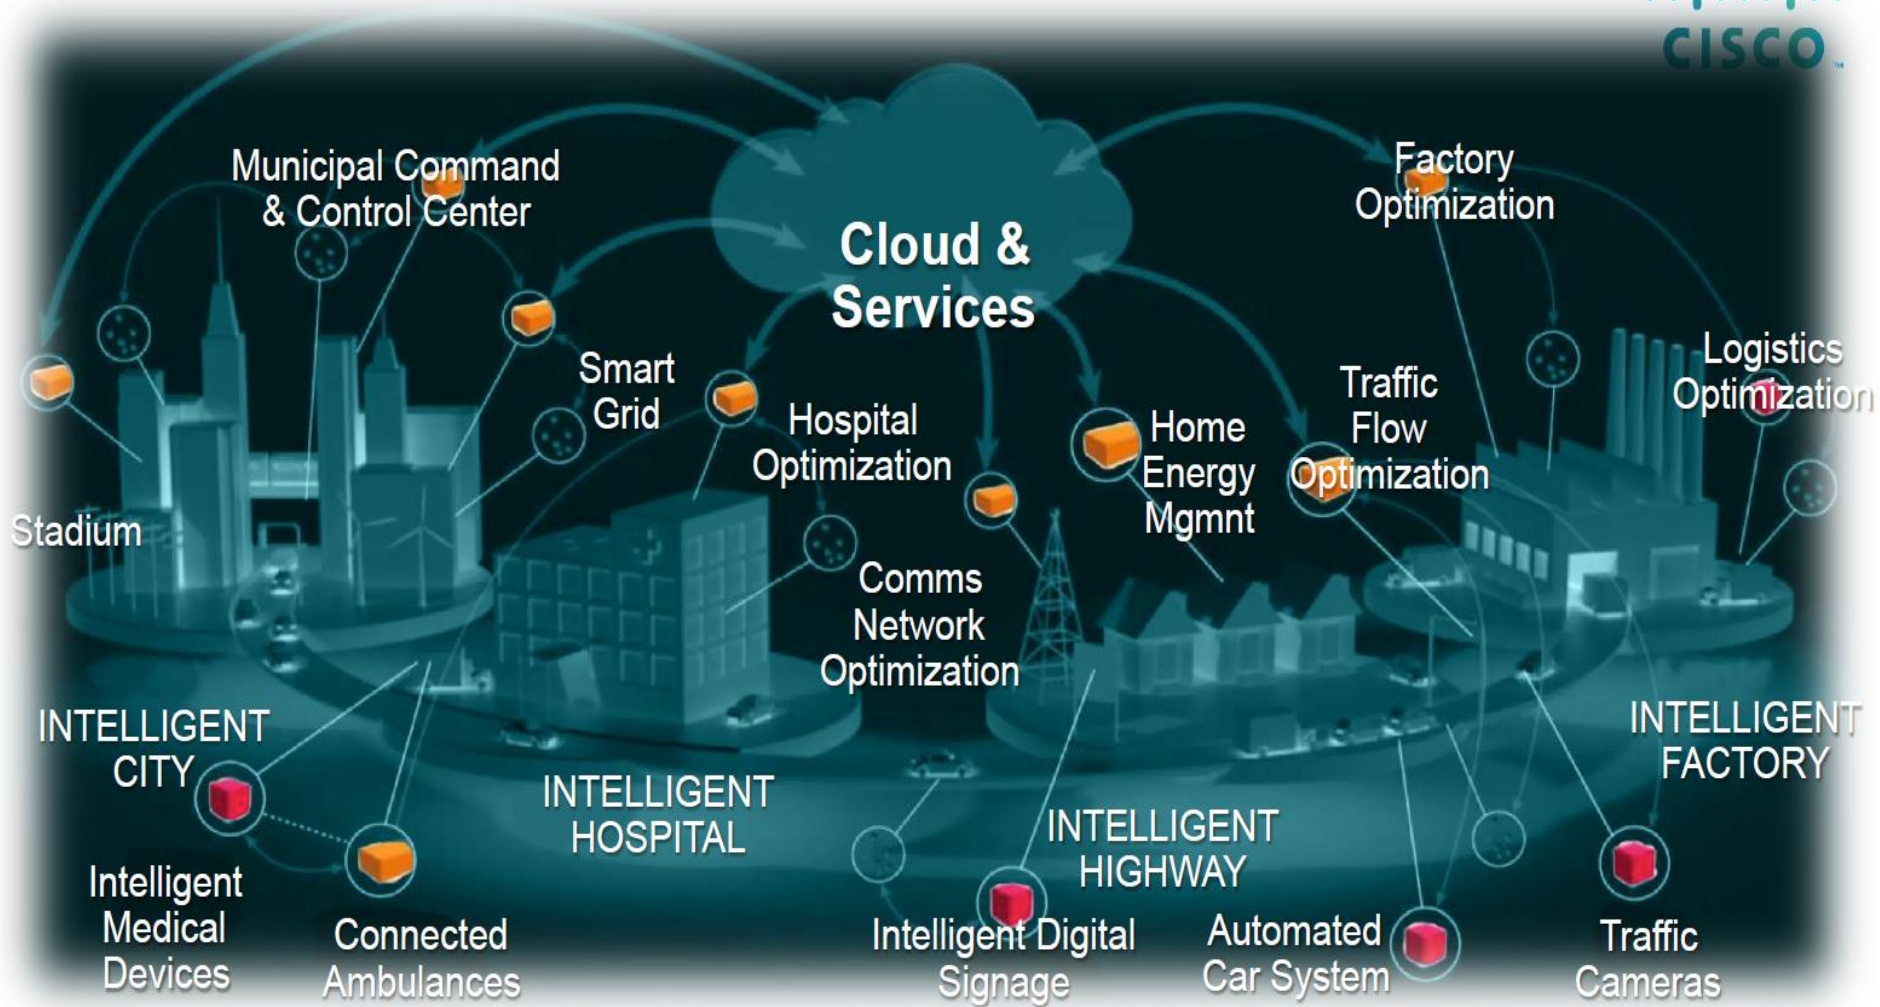 CISCO™
Municipal Command
& Control Center
Factory
Optimization
Cloud &
Services
Smart
Grid
Hospital
Optimization
Home
Energy
Mgmnt
Traffic
Flow
Optimization
Logistics
Optimization
Stadium
Comms
Network
Optimization
INTELLIGENT
CITY
INTELLIGENT
HOSPITAL
INTELLIGENT
HIGHWAY
INTELLIGENT
FACTORY
Intelligent
Medical
Devices
Connected
Ambulances
Intelligent Digital
Signage
Automated
Car System
Traffic
Cameras